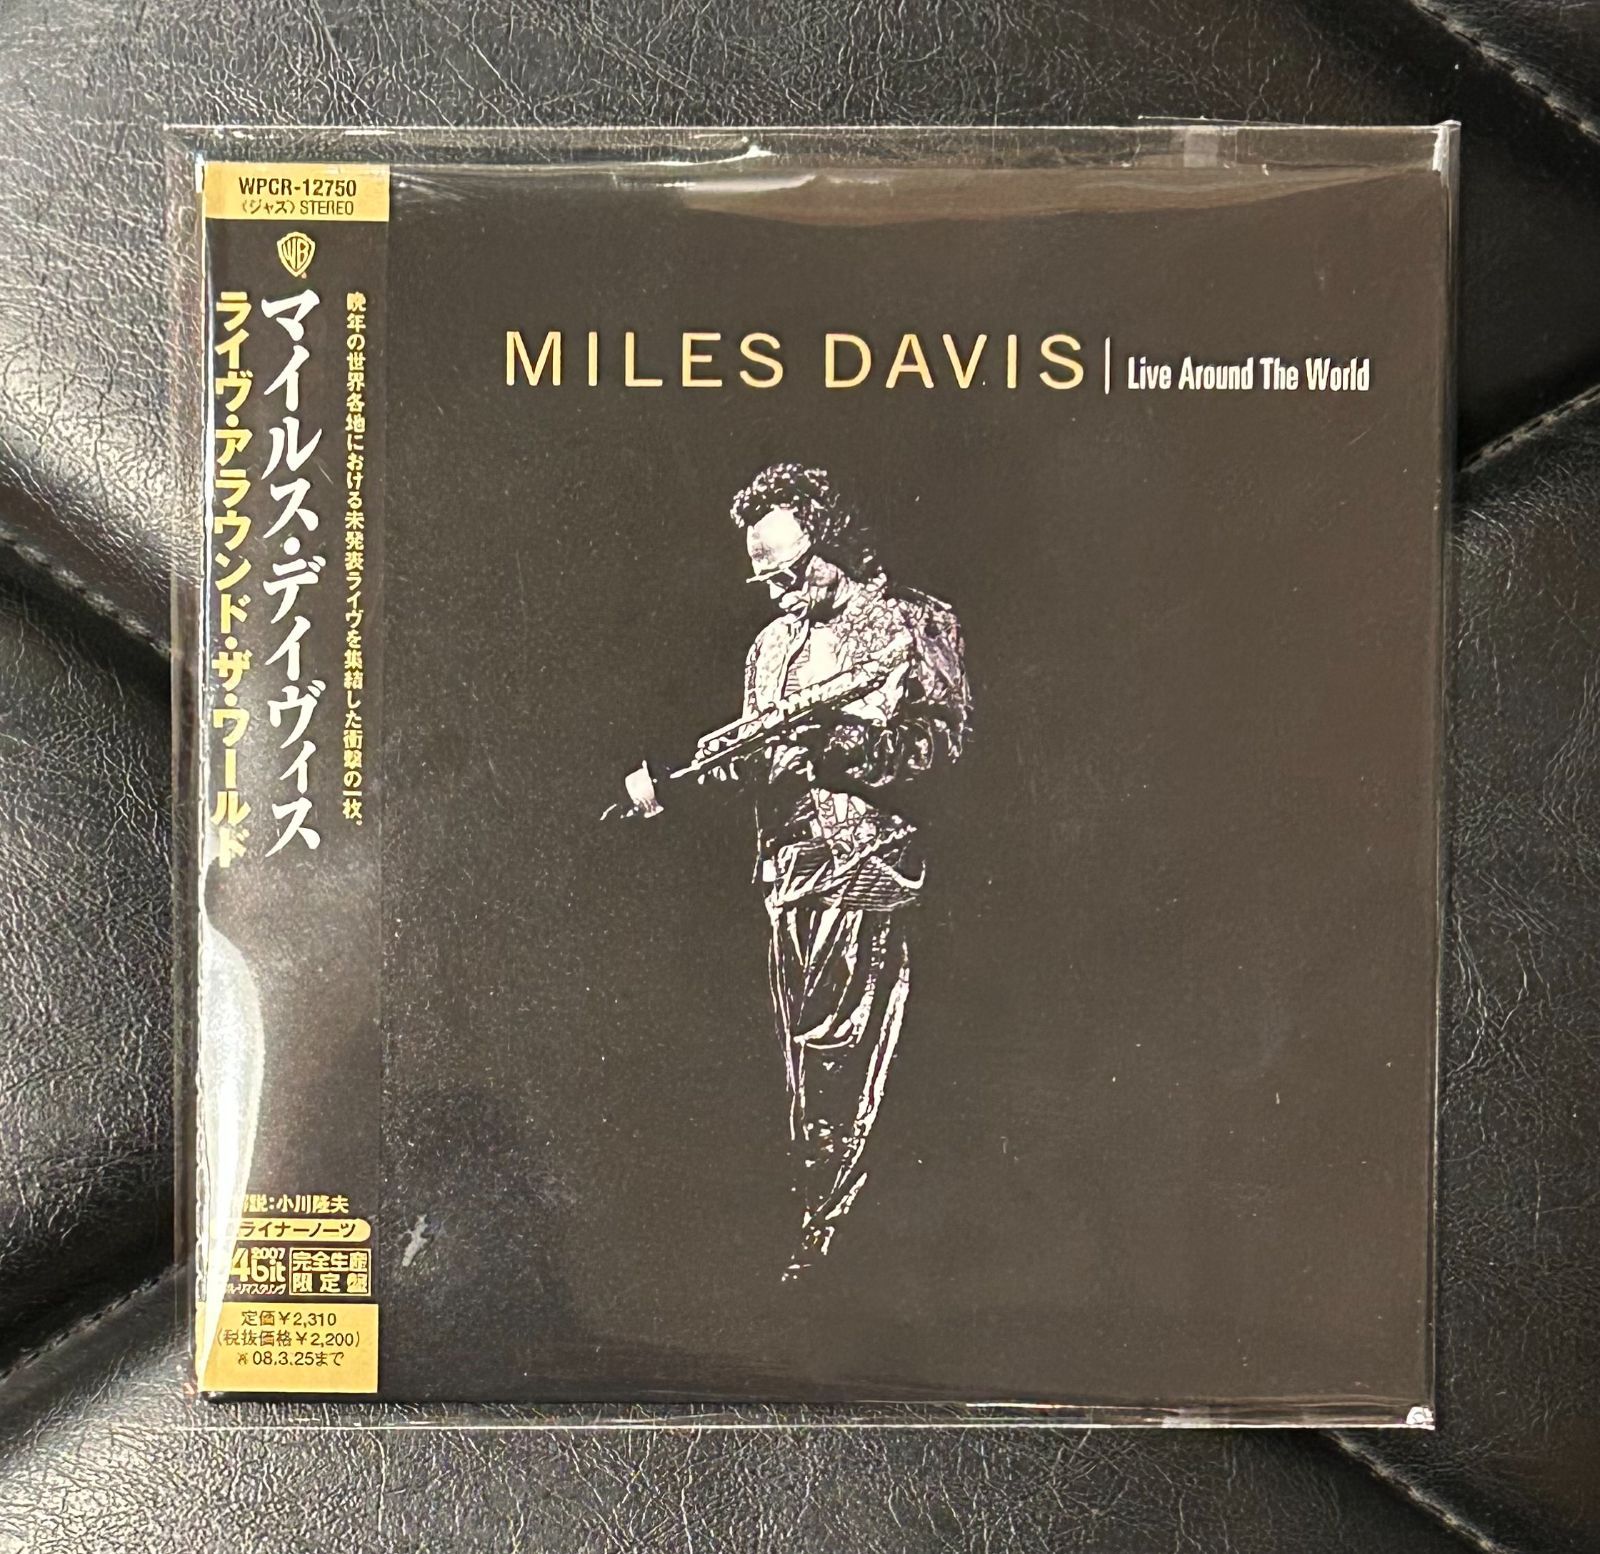 WPCR-12750
〈ジャズ〉STEREO
WB
晩年の世界各地における未発表ライヴを集結した衝撃の一枚。
マイルス・デイヴィス
ライヴ・アラウンド・ザ・ワールド
MILES DAVIS | Live Around The World
解説：小川隆夫
ライナーノーツ
2007
24bit
完全生産
限定盤
定価￥2,310
(税抜価格￥2,200)
※08.3.25まで